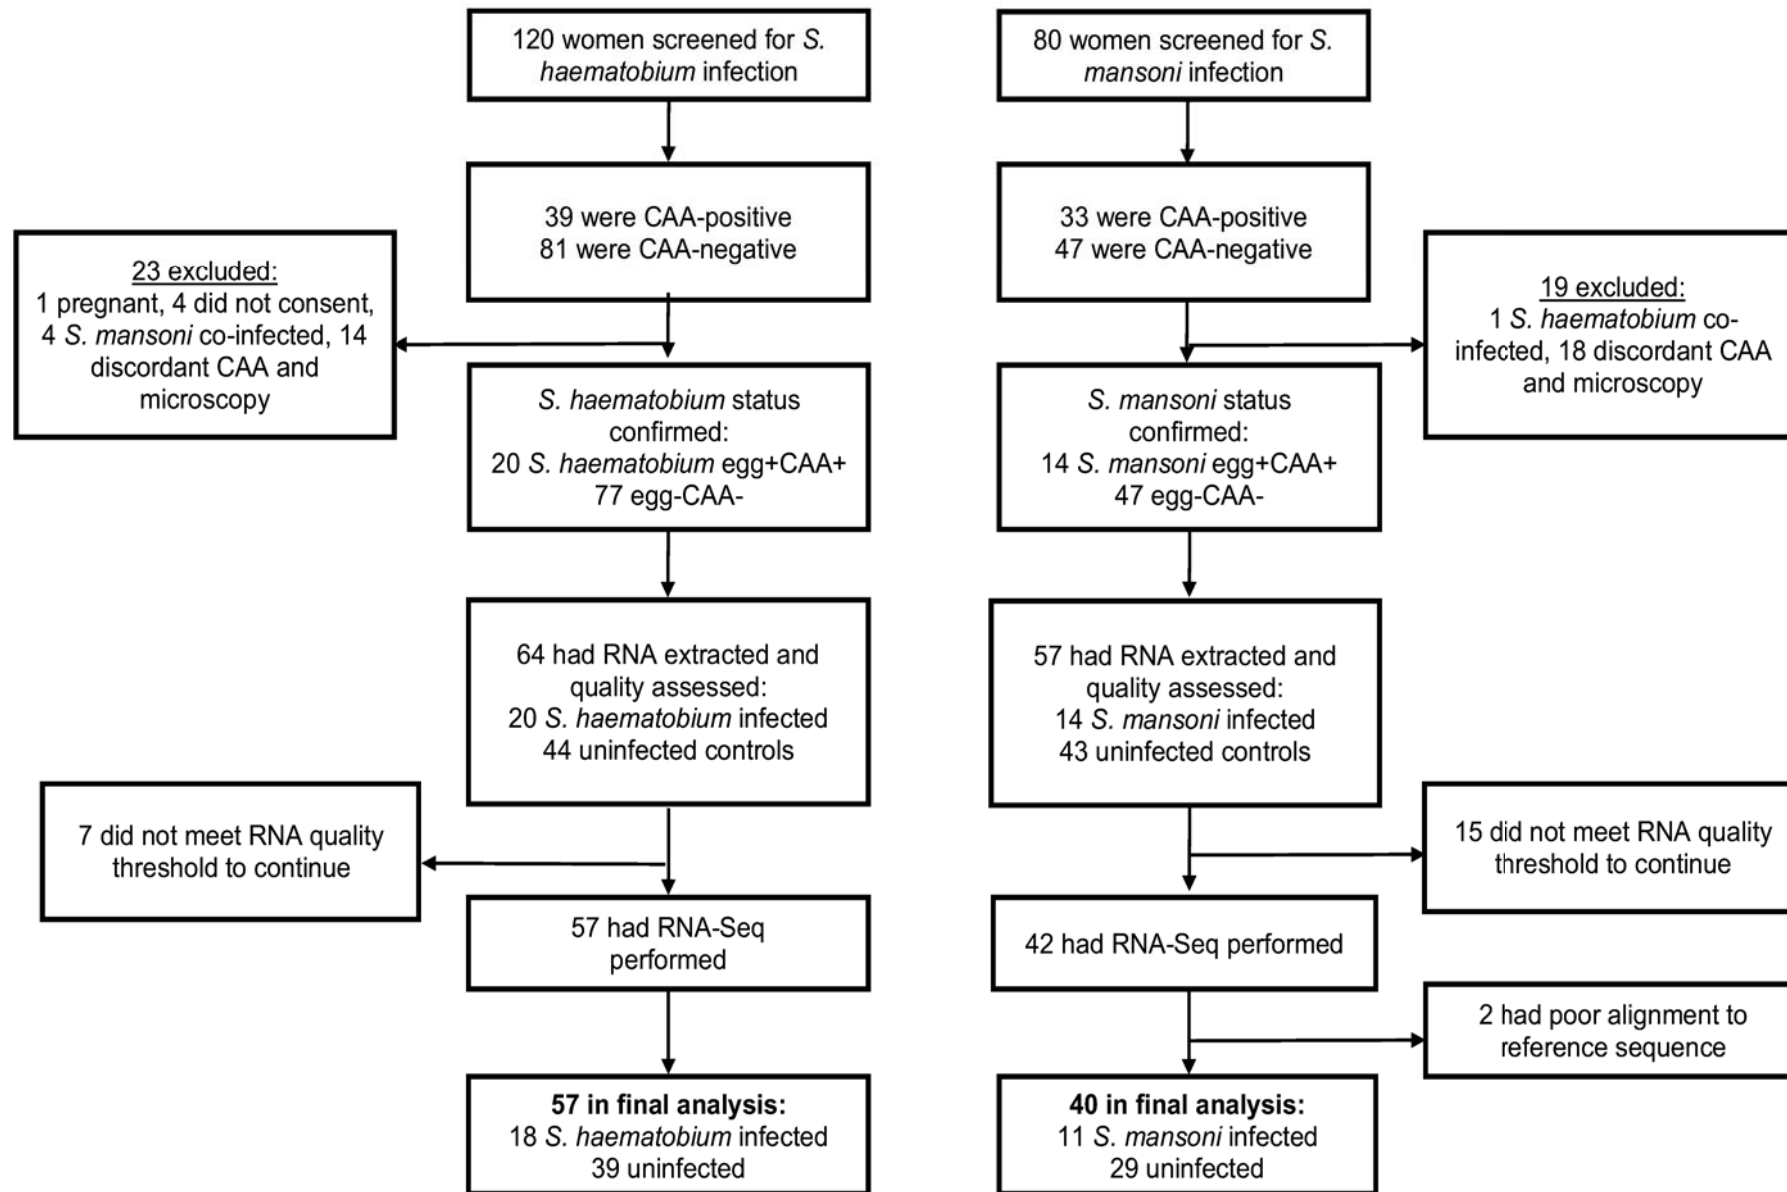 120 women screened for S.
haematobium infection
80 women screened for S.
mansoni infection
39 were CAA-positive
81 were CAA-negative
33 were CAA-positive
47 were CAA-negative
23 excluded:
1 pregnant, 4 did not consent,
4 S. mansoni co-infected, 14
discordant CAA and
microscopy
19 excluded:
1 S. haematobium co-
infected, 18 discordant CAA
and microscopy
S. haematobium status
confirmed:
20 S. haematobium egg+CAA+
77 egg-CAA-
S. mansoni status
confirmed:
14 S. mansoni egg+CAA+
47 egg-CAA-
64 had RNA extracted and
quality assessed:
20 S. haematobium infected
44 uninfected controls
57 had RNA extracted and
quality assessed:
14 S. mansoni infected
43 uninfected controls
7 did not meet RNA quality
threshold to continue
15 did not meet RNA quality
threshold to continue
57 had RNA-Seq
performed
42 had RNA-Seq performed
2 had poor alignment to
reference sequence
57 in final analysis:
18 S. haematobium infected
39 uninfected
40 in final analysis:
11 S. mansoni infected
29 uninfected